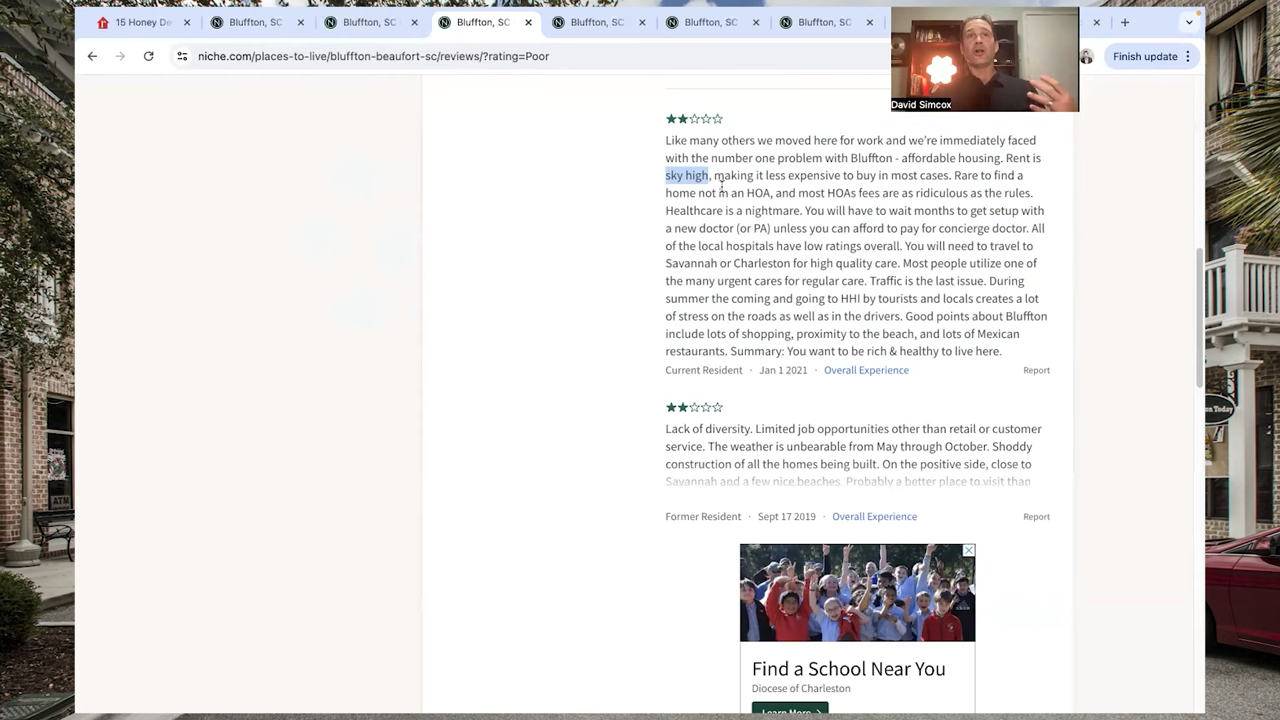 15 Honey De
Bluffton, SC
Bluffton, SC
Bluffton, SC
Bluffton, SC
Bluffton, SC
Bluffton, SC
niche.com/places-to-live/bluffton-beaufort-sc/reviews/?rating=Poor
Finish update
David Simcox
Like many others we moved here for work and we're immediately faced
with the number one problem with Bluffton - affordable housing. Rent is
sky high, making it less expensive to buy in most cases. Rare to find a
home not in an HOA, and most HOAs fees are as ridiculous as the rules.
Healthcare is a nightmare. You will have to wait months to get setup with
a new doctor (or PA) unless you can afford to pay for concierge doctor. All
of the local hospitals have low ratings overall. You will need to travel to
Savannah or Charleston for high quality care. Most people utilize one of
the many urgent cares for regular care. Traffic is the last issue. During
summer the coming and going to HHI by tourists and locals creates a lot
of stress on the roads as well as in the drivers. Good points about Bluffton
include lots of shopping, proximity to the beach, and lots of Mexican
restaurants. Summary: You want to be rich & healthy to live here.
Current Resident · Jan 1 2021 · Overall Experience
Report
Lack of diversity. Limited job opportunities other than retail or customer
service. The weather is unbearable from May through October. Shoddy
construction of all the homes being built. On the positive side, close to
Savannah and a few nice beaches. Probably a better place to visit than
Former Resident · Sept 17 2019 · Overall Experience
Report
Find a School Near You
Diocese of Charleston
Learn More
on Today
ATM